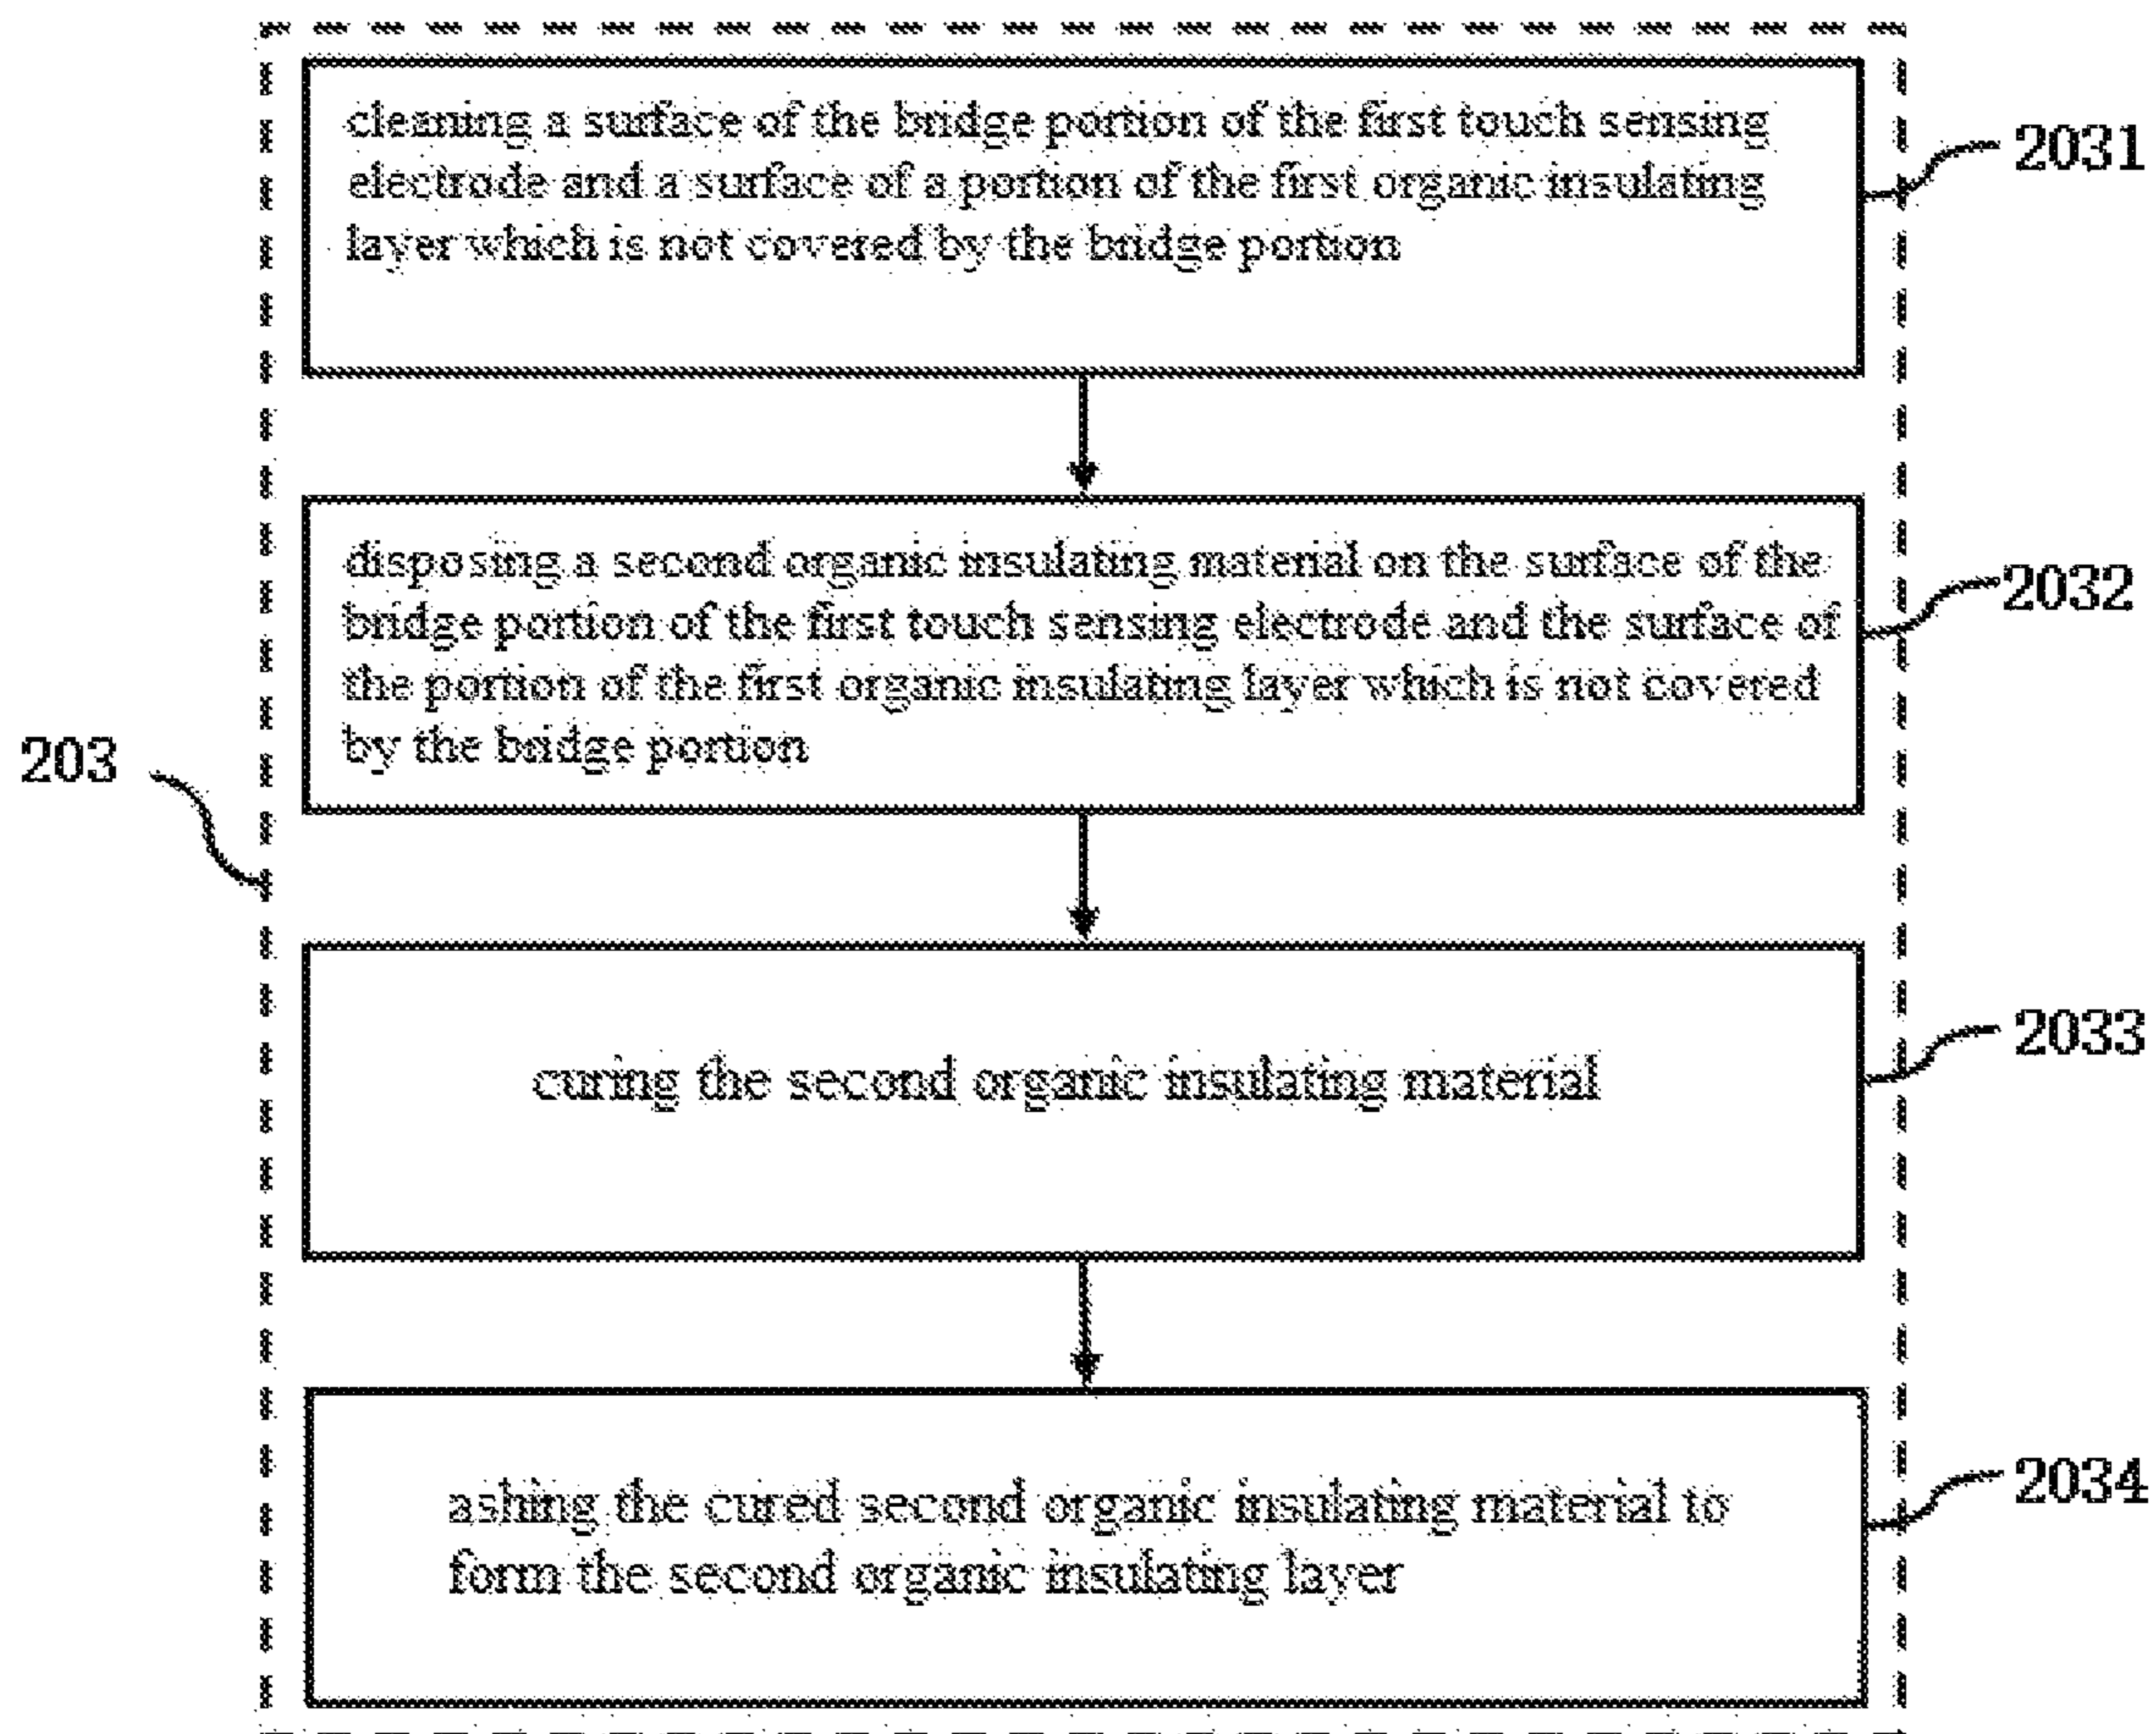 cleaning a surface of the bridge portion of the first touch sensing
electrode and a surface of a portion of the first organic insulating
layer which is not covered by the bridge portion
2031
disposing a second organic insulating material on the surface of the
bridge portion of the first touch sensing electrode and the surface of
the portion of the first organic insulating layer which is not covered
by the bridge portion
2032
203
curing the second organic insulating material
2033
ashing the cured second organic insulating material to
form the second organic insulating layer
2034